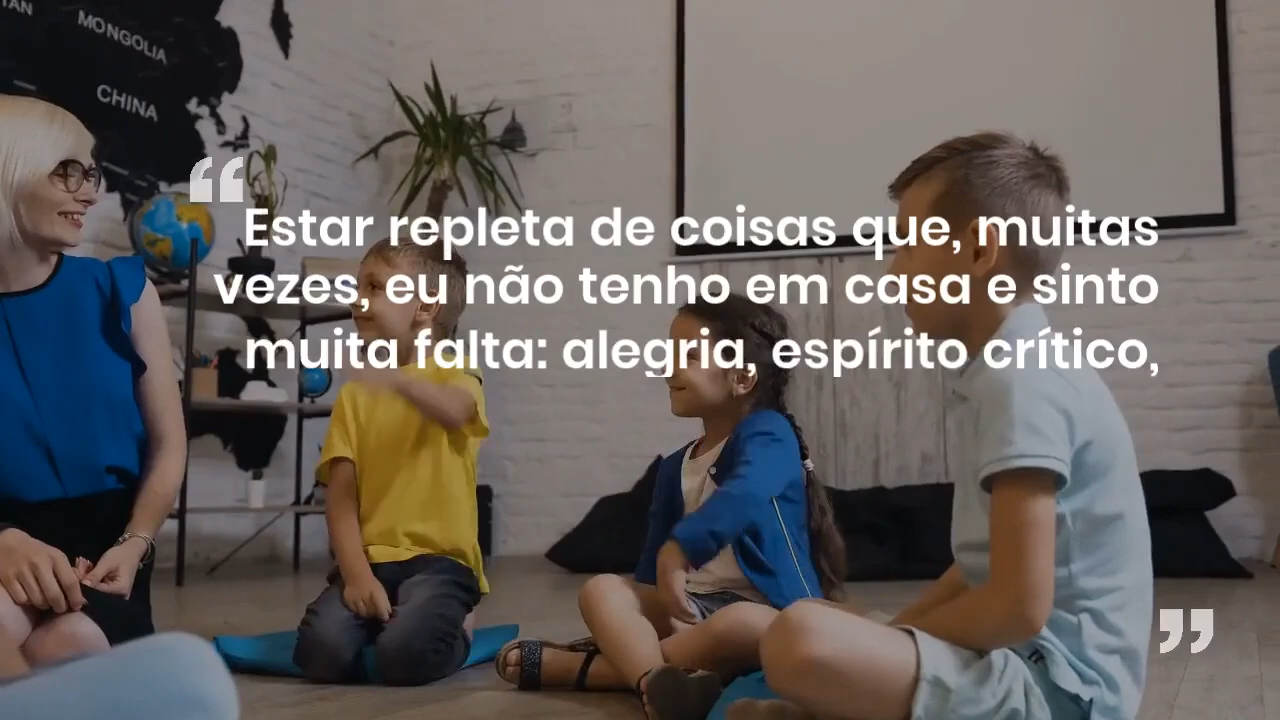 MONGOLIA
CHINA
“
Estar repleta de coisas que, muitas
vezes, eu não tenho em casa e sinto
muita falta: alegria, espírito crítico,
”